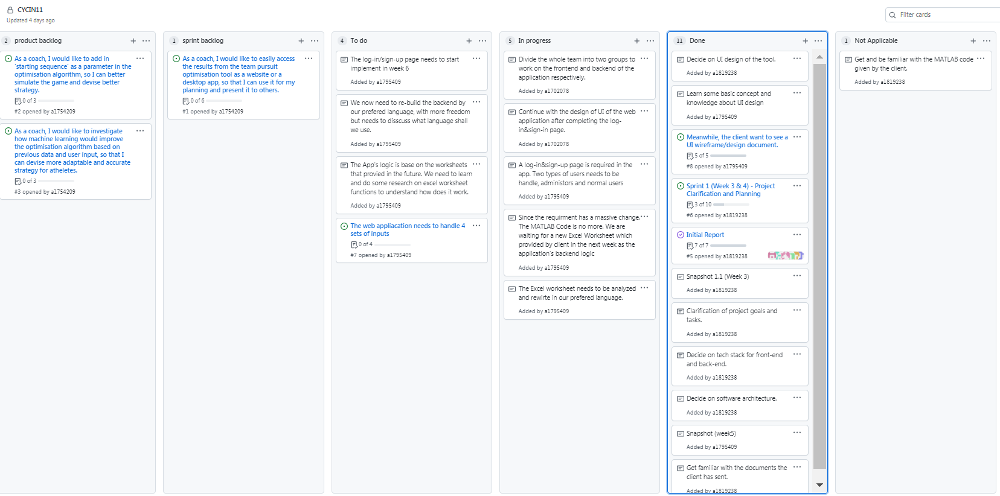 CYCIN11
Updated 4 days ago
Filter cards
2 product backlog
As a coach, I would like to add in
'starting sequence' as a parameter in the
optimisation algorithm, so I can better
simulate the game and devise better
strategy.
0 of 3
#2 opened by a1754209
As a coach, I would like to investigate
how machine learning would improve
the optimisation algorithm based on
previous data and user input, so that I
can devise more adaptable and accurate
strategy for atheletes.
0 of 3
#3 opened by a1754209
1 sprint backlog
As a coach, I would like to easily access
the results from the team pursuit
optimisation tool as a website or a
desktop app, so that I can use it for my
planning and present it to others.
0 of 6
#1 opened by a1754209
4 To do
The log-in/sign-up page needs to start
implement in week 6
Added by a1795409
We now need to re-build the backend by
our prefered language, with more freedom
but needs to disscuss what language shall
we use.
Added by a1795409
The App's logic is base on the worksheets
that provied in the future. We need to learn
and do some research on excel worksheet
functions to understand how does it work.
Added by a1795409
The web appliacation needs to handle 4
sets of inputs
0 of 4
#7 opened by a1795409
5 In progress
Divide the whole team into two groups to
work on the frontend and backend of the
application respectively.
Added by a1702078
Continue with the design of UI of the web
application after completing the log-
in&sign-in page.
Added by a1702078
A log-in&sign-up page is required in the
app. Two types of users needs to be
handle, administors and normal users
Added by a1795409
Since the requirment has a massive change.
The MATLAB Code is no more. We are
waiting for a new Excel Worksheet which
provided by client in the next week as the
application's backend logic
Added by a1795409
The Excel worksheet needs to be analyzed
and rewirte in our prefered language.
Added by a1795409
11 Done
Decide on UI design of the tool.
Added by a1819238
Learn some basic concept and
knowledge about UI design
Added by a1795409
Meanwhile, the client want to see a
UI wireframe/design document.
5 of 5
#8 opened by a1795409
Sprint 1 (Week 3 & 4) - Project
Clarification and Planning
3 of 10
#6 opened by a1819238
Initial Report
7 of 7
#5 opened by a1819238
Snapshot 1.1 (Week 3)
Added by a1819238
Clarification of project goals and
tasks.
Added by a1819238
Decide on tech stack for front-end
and back-end.
Added by a1819238
Decide on software architecture.
Added by a1819238
Snapshot (week5)
Added by a1795409
Get familiar with the documents the
client has sent.
Added by a1819238
1 Not Applicable
Get and be familiar with the MATLAB code
given by the client.
Added by a1819238